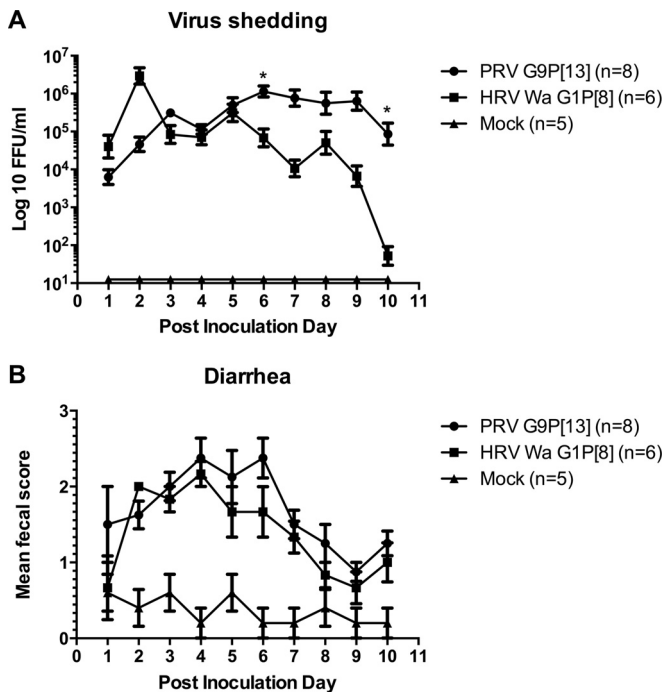 A
Virus shedding
Log 10 FFU/ml
10^7
10^6
10^5
10^4
10^3
10^2
10^1
* *
0 1 2 3 4 5 6 7 8 9 10 11
Post Inoculation Day
PRV G9P[13] (n=8)
HRV Wa G1P[8] (n=6)
Mock (n=5)
B
Diarrhea
Mean fecal score
3
2
1
0
0 1 2 3 4 5 6 7 8 9 10 11
Post Inoculation Day
PRV G9P[13] (n=8)
HRV Wa G1P[8] (n=6)
Mock (n=5)